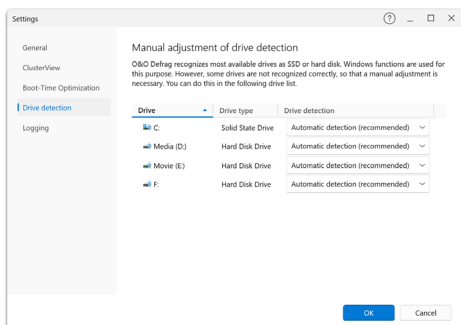 Settings
General
ClusterView
Boot-Time Optimization
Drive detection
Logging
Manual adjustment of drive detection
O&O Defrag recognizes most available drives as SSD or hard disk. Windows functions are used for
this purpose. However, some drives are not recognized correctly, so that a manual adjustment is
necessary. You can do this in the following drive list.
Drive Drive type Drive detection
C: Solid State Drive Automatic detection (recommended)
Media (D:) Hard Disk Drive Automatic detection (recommended)
Movie (E:) Hard Disk Drive Automatic detection (recommended)
F: Hard Disk Drive Automatic detection (recommended)
OK Cancel